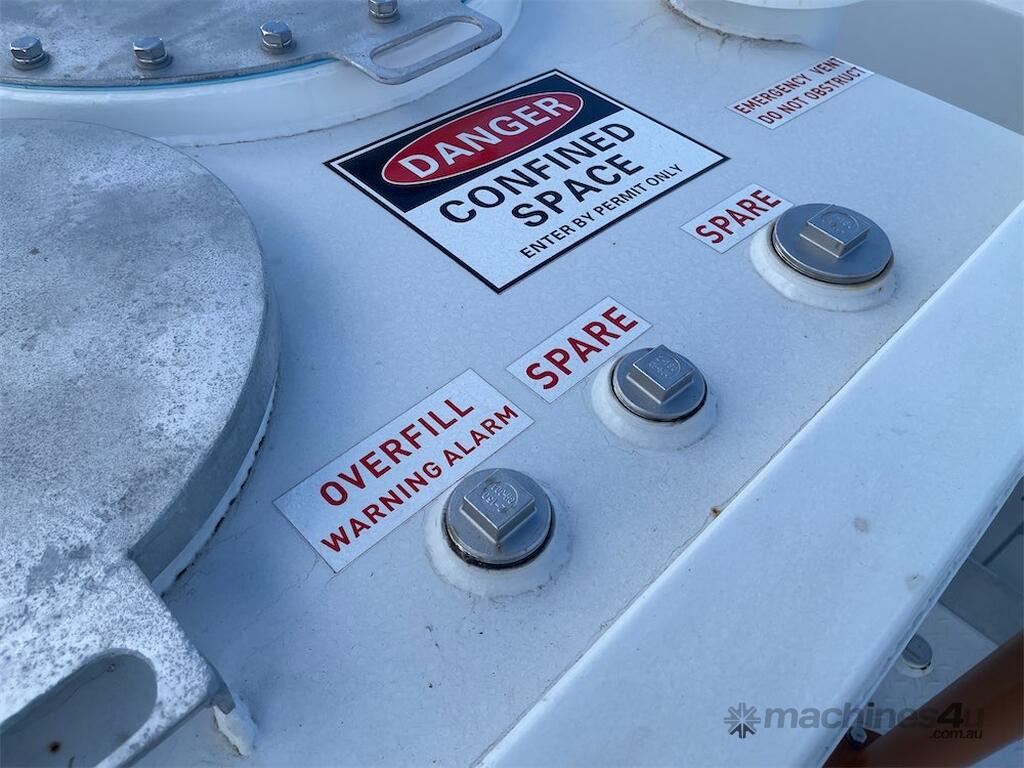 DANGER
CONFINED
SPACE
ENTER BY PERMIT ONLY
EMERGENCY VENT
DO NOT OBSTRUCT
SPARE
SPARE
OVERFILL
WARNING ALARM
machines4u
.com.au